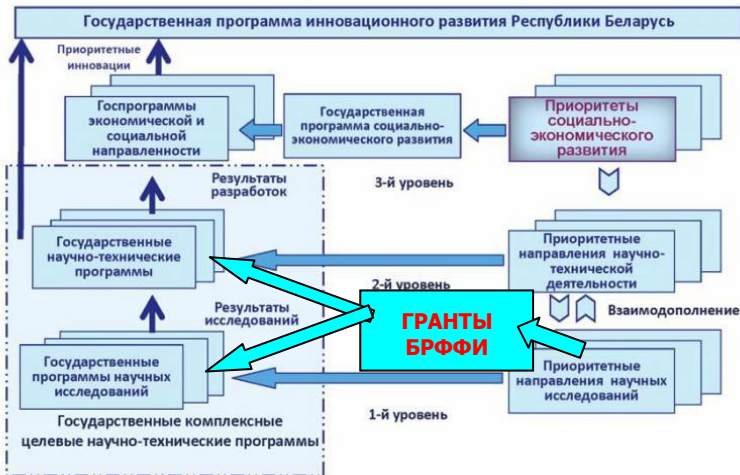 Государственная программа инновационного развития Республики Беларусь
Приоритетные
инновации
Госпрограммы
экономической и
социальной
направленности
Государственная
программа социально-
экономического развития
Приоритеты
социально-
экономического
развития
3-й уровень
Результаты
разработок
Государственные
научно-технические
программы
Приоритетные
направления научно-
технической
деятельности
2-й уровень
Результаты
исследований
ГРАНТЫ
БРФФИ
Взаимодополнение
Государственные
программы научных
исследований
Приоритетные
направления научных
исследований
1-й уровень
Государственные комплексные
целевые научно-технические программы